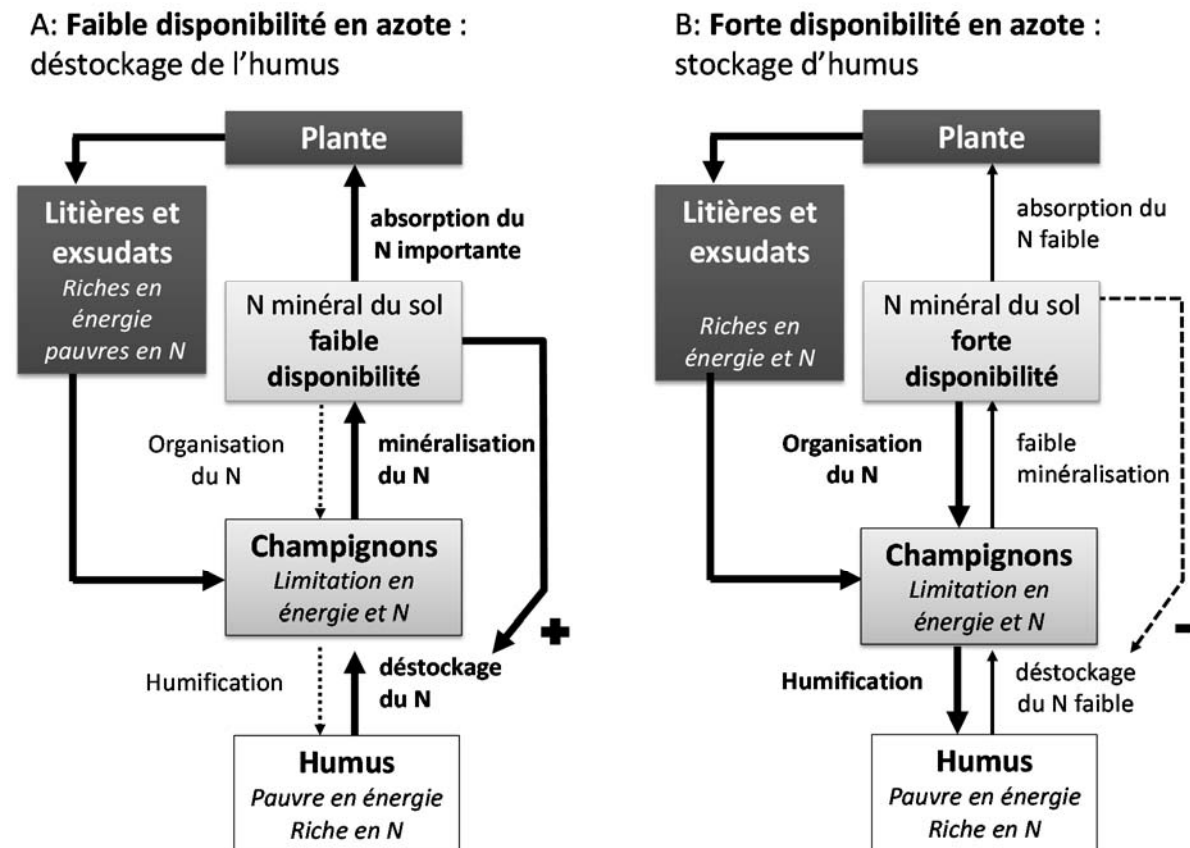 A: Faible disponibilité en azote :
déstockage de l'humus
Plante
Litières et
exsudats
Riches en
énergie
pauvres en N
absorption du
N importante
N minéral du sol
faible
disponibilité
Organisation
du N
minéralisation
du N
Champignons
Limitation en
énergie et N
+
Humification
déstockage
du N
Humus
Pauvre en énergie
Riche en N
B: Forte disponibilité en azote :
stockage d'humus
Plante
Litières et
exsudats
Riches en
énergie et N
absorption du
N faible
N minéral du sol
forte
disponibilité
Organisation
du N
faible
minéralisation
Champignons
Limitation en
énergie et N
-
Humification
déstockage
du N faible
Humus
Pauvre en énergie
Riche en N